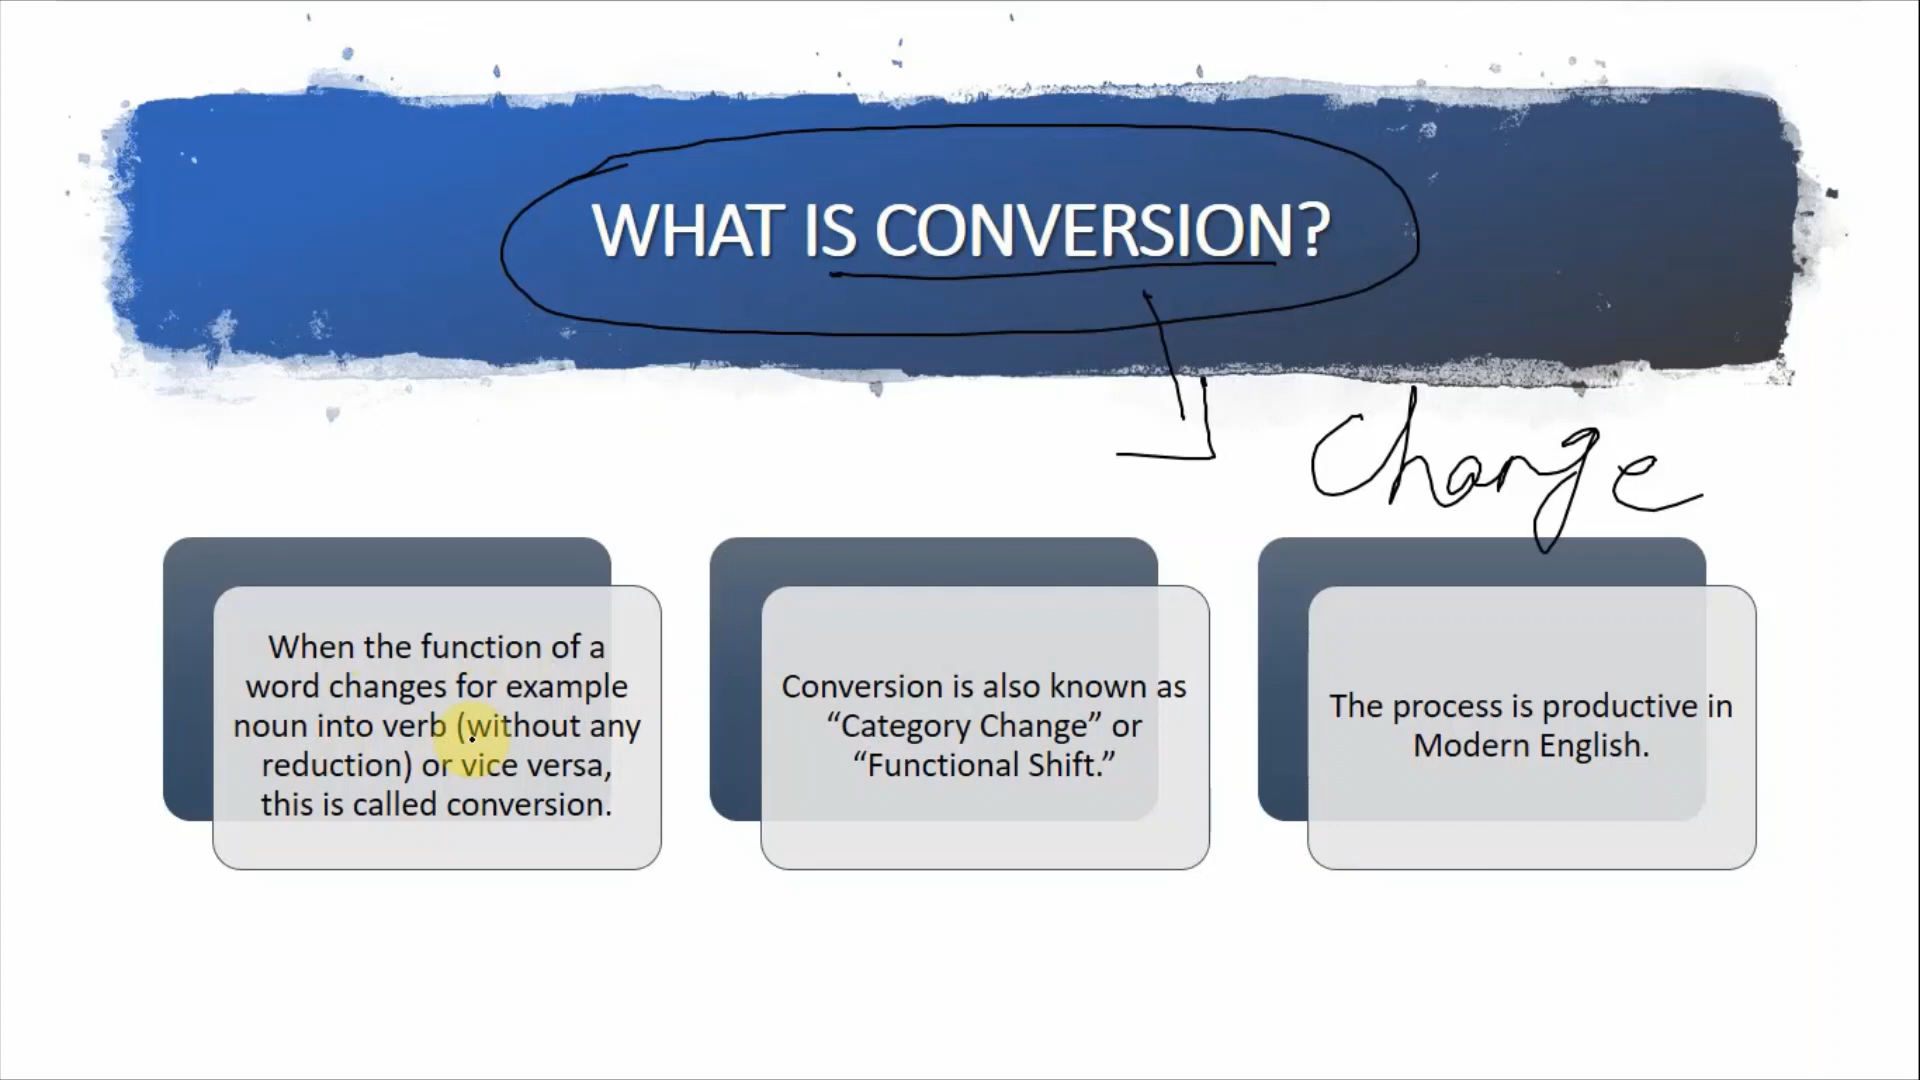 WHAT IS CONVERSION?
Change
When the function of a
word changes for example
noun into verb (without any
reduction) or vice versa,
this is called conversion.
Conversion is also known as
“Category Change” or
“Functional Shift.”
The process is productive in
Modern English.